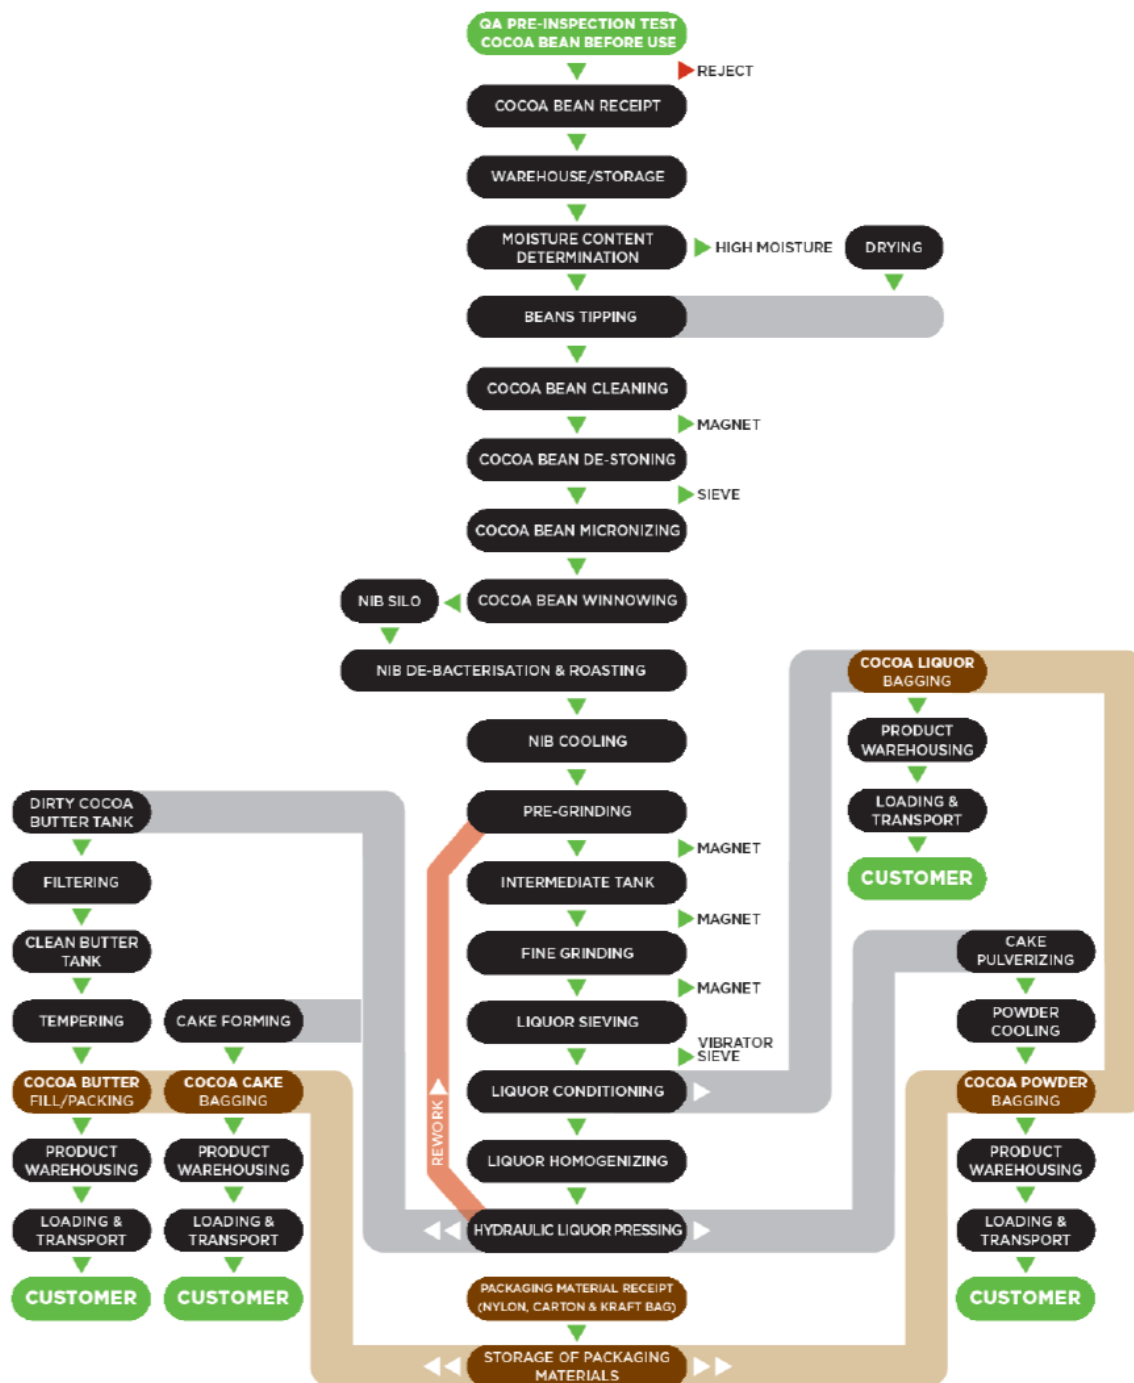 QA PRE-INSPECTION TEST
COCOA BEAN BEFORE USE
REJECT
COCOA BEAN RECEIPT
WAREHOUSE/STORAGE
MOISTURE CONTENT
DETERMINATION
HIGH MOISTURE
DRYING
BEANS TIPPING
COCOA BEAN CLEANING
MAGNET
COCOA BEAN DE-STONING
SIEVE
COCOA BEAN MICRONIZING
NIB SILO
COCOA BEAN WINNOWING
NIB DE-BACTERISATION & ROASTING
COCOA LIQUOR
BAGGING
NIB COOLING
PRODUCT
WAREHOUSING
DIRTY COCOA
BUTTER TANK
PRE-GRINDING
LOADING &
TRANSPORT
MAGNET
FILTERING
INTERMEDIATE TANK
CUSTOMER
MAGNET
CLEAN BUTTER
TANK
FINE GRINDING
CAKE
PULVERIZING
MAGNET
TEMPERING
CAKE FORMING
LIQUOR SIEVING
POWDER
COOLING
VIBRATOR
SIEVE
COCOA BUTTER
FILL/PACKING
COCOA CAKE
BAGGING
LIQUOR CONDITIONING
COCOA POWDER
BAGGING
REWORK
PRODUCT
WAREHOUSING
PRODUCT
WAREHOUSING
LIQUOR HOMOGENIZING
PRODUCT
WAREHOUSING
LOADING &
TRANSPORT
LOADING &
TRANSPORT
HYDRAULIC LIQUOR PRESSING
LOADING &
TRANSPORT
CUSTOMER
CUSTOMER
PACKAGING MATERIAL RECEIPT
(NYLON, CARTON & KRAFT BAG)
CUSTOMER
STORAGE OF PACKAGING
MATERIALS